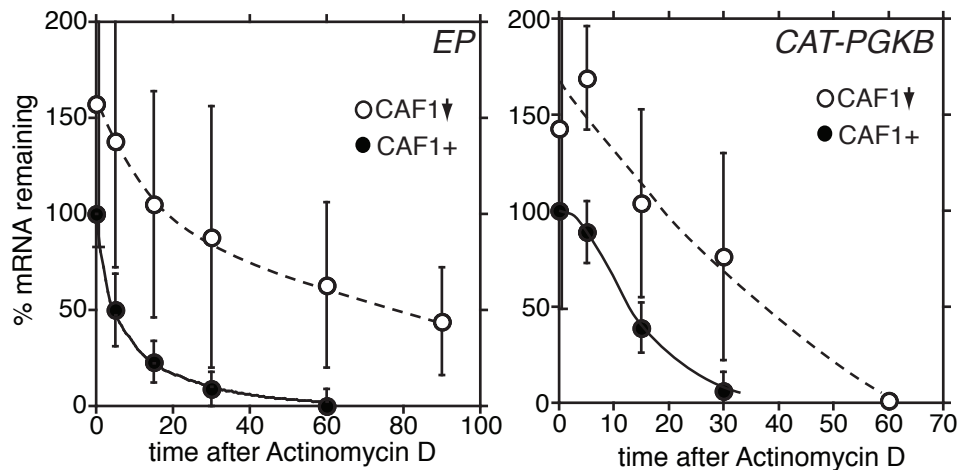 EP
CAF1
CAF1+
200
150
100
50
0
% mRNA remaining
0 20 40 60 80 100
time after Actinomycin D
CAT-PGKB
CAF1
CAF1+
200
150
100
50
0
0 10 20 30 40 50 60 70
time after Actinomycin D